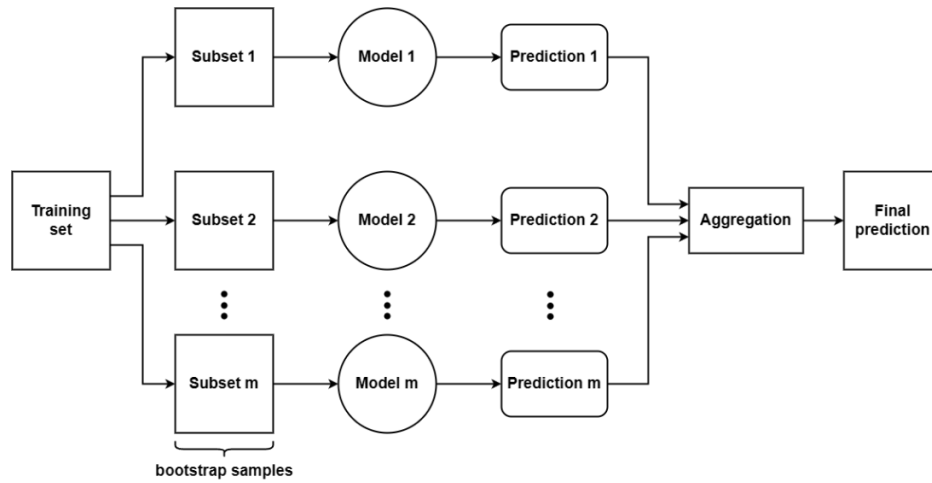 Subset 1
Model 1
Prediction 1
Training
set
Subset 2
Model 2
Prediction 2
Aggregation
Final
prediction
Subset m
Model m
Prediction m
bootstrap samples